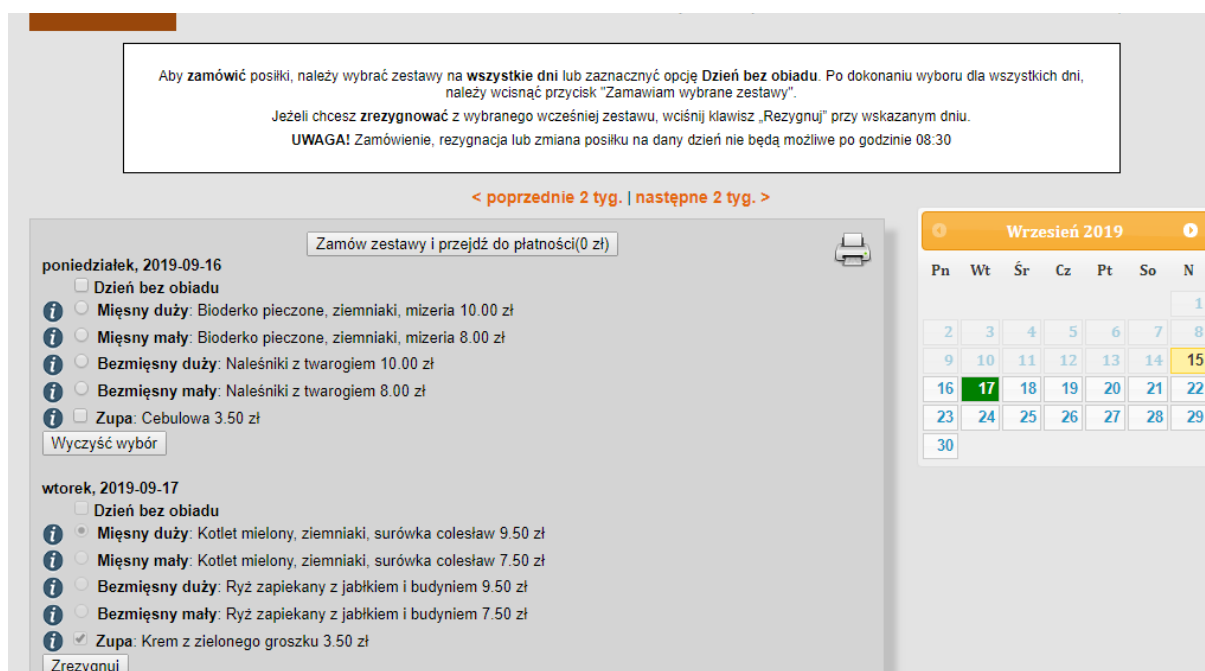 Aby zamówić posiłki, należy wybrać zestawy na wszystkie dni lub zaznacznyć opcję Dzień bez obiadu. Po dokonaniu wyboru dla wszystkich dni,
należy wcisnąć przycisk "Zamawiam wybrane zestawy".
Jeżeli chcesz zrezygnować z wybranego wcześniej zestawu, wciśnij klawisz „Rezygnuj" przy wskazanym dniu.
UWAGA! Zamówienie, rezygnacja lub zmiana posiłku na dany dzień nie będą możliwe po godzinie 08:30
< poprzednie 2 tyg. | następne 2 tyg. >
Zamów zestawy i przejdź do płatności(0 zł)
poniedziałek, 2019-09-16
Dzień bez obiadu
Mięsny duży: Bioderko pieczone, ziemniaki, mizeria 10.00 zł
Mięsny mały: Bioderko pieczone, ziemniaki, mizeria 8.00 zł
Bezmięsny duży: Naleśniki z twarogiem 10.00 zł
Bezmięsny mały: Naleśniki z twarogiem 8.00 zł
Zupa: Cebulowa 3.50 zł
Wyczyść wybór
wtorek, 2019-09-17
Dzień bez obiadu
Mięsny duży: Kotlet mielony, ziemniaki, surówka colesław 9.50 zł
Mięsny mały: Kotlet mielony, ziemniaki, surówka colesław 7.50 zł
Bezmięsny duży: Ryż zapiekany z jabłkiem i budyniem 9.50 zł
Bezmięsny mały: Ryż zapiekany z jabłkiem i budyniem 7.50 zł
Zupa: Krem z zielonego groszku 3.50 zł
Zrezygnuj
Wrzesień 2019
Pn Wt Śr Cz Pt So N
1
2 3 4 5 6 7 8
9 10 11 12 13 14 15
16 17 18 19 20 21 22
23 24 25 26 27 28 29
30